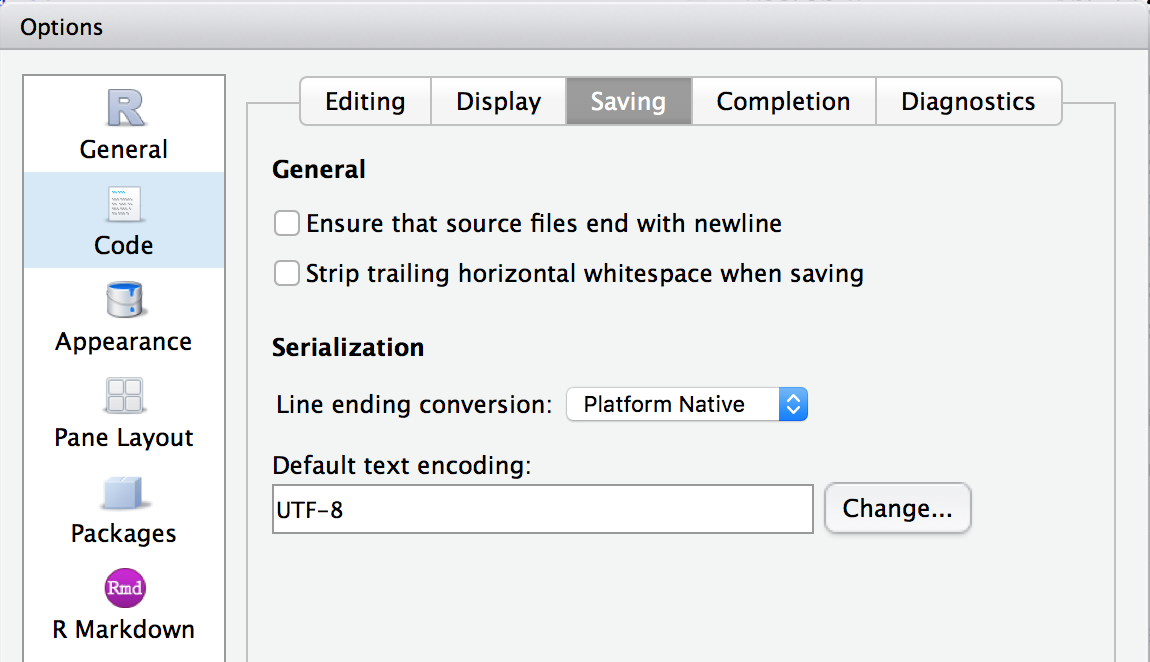 Options
R
General
Code
Appearance
Pane Layout
Packages
Rmd
R Markdown
Editing
Display
Saving
Completion
Diagnostics
General
Ensure that source files end with newline
Strip trailing horizontal whitespace when saving
Serialization
Line ending conversion: Platform Native
Default text encoding:
UTF-8
Change...